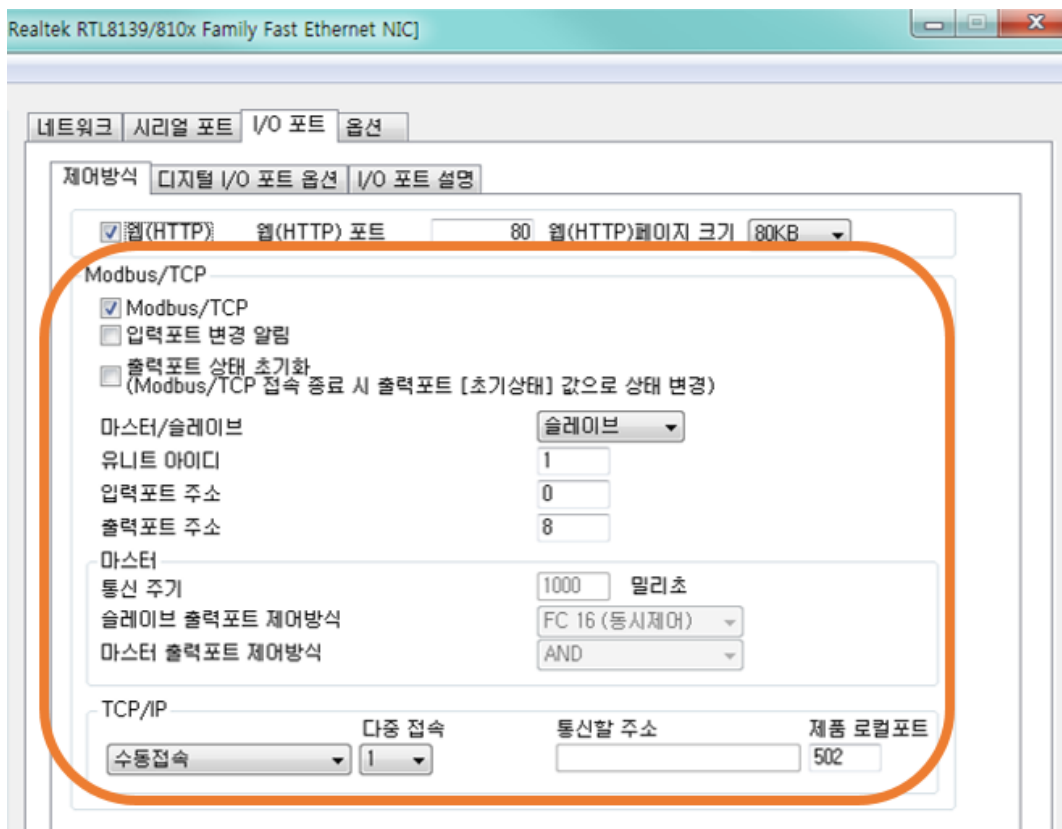 Realtek RTL8139/810x Family Fast Ethernet NIC]
네트워크 시리얼 포트 I/O 포트 옵션
제어방식 디지털 I/O 포트 옵션 I/O 포트 설명
웹(HTTP) 웹(HTTP) 포트 80 웹(HTTP)페이지 크기 80KB
Modbus/TCP
Modbus/TCP
입력포트 변경 알림
출력포트 상태 초기화
(Modbus/TCP 접속 종료 시 출력포트 [초기상태] 값으로 상태 변경)
마스터/슬레이브 슬레이브
유니트 아이디 1
입력포트 주소 0
출력포트 주소 8
마스터
통신 주기 1000 밀리초
슬레이브 출력포트 제어방식 FC 16 (동시제어)
마스터 출력포트 제어방식 AND
TCP/IP
다중 접속 통신할 주소 제품 로컬포트
수동접속 1 502